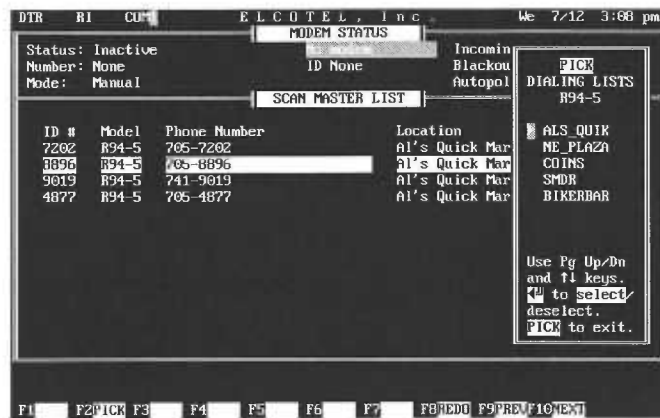 DTR RI CUM E L C O T E L , I n c . We 7/12 3:08 pm
MODEM STATUS
Status: Inactive Incomin
Number: None ID None Blackou
Mode: Manual Autopol
SCAN MASTER LIST
ID # Model Phone Number Location
7202 R94-5 705-7202 Al's Quick Mar
8896 R94-5 705-8896 Al's Quick Mar
9019 R94-5 741-9019 Al's Quick Mar
4877 R94-5 705-4877 Al's Quick Mar
PICK
DIALING LISTS
R94-5
ALS_QUIK
NE_PLAZA
COINS
SMDR
BIKERBAR
Use Pg Up/Dn
and ↑↓ keys.
↵ to select/
deselect.
PICK to exit.
F1 F2PICK F3 F4 F5 F6 F7 F8REDO F9PREV F10NEXT